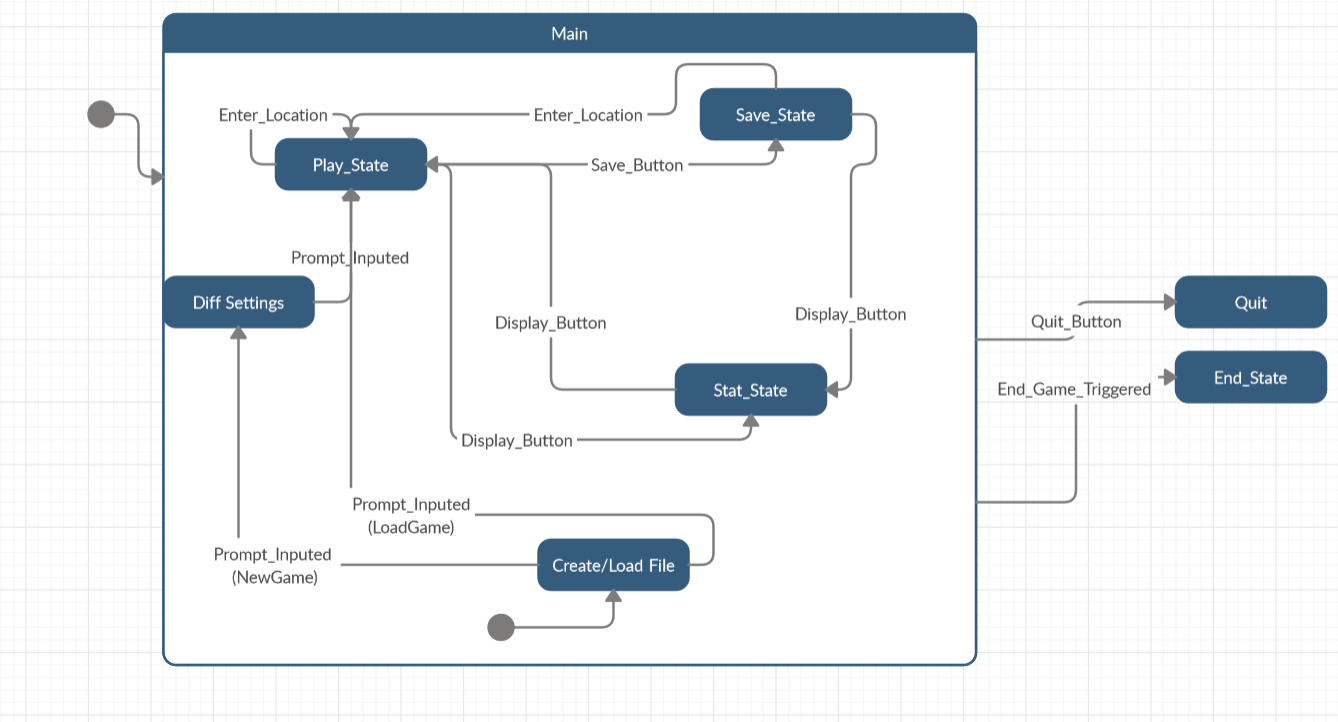 Main
Enter_Location
Enter_Location
Save_State
Play_State
Save_Button
Prompt_Inputed
Diff Settings
Display_Button
Display_Button
Quit
Quit_Button
Stat_State
End_Game_Triggered
End_State
Display_Button
Prompt_Inputed
(LoadGame)
Prompt_Inputed
(NewGame)
Create/Load File